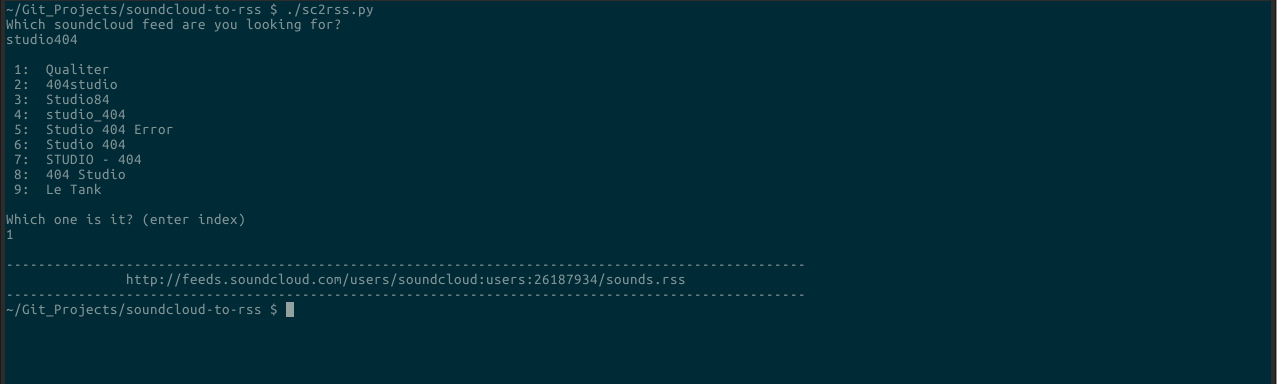 ~/Git_Projects/soundcloud-to-rss $ ./sc2rss.py
Which soundcloud feed are you looking for?
studio404
1: Qualiter
2: 404studio
3: Studio84
4: studio_404
5: Studio 404 Error
6: Studio 404
7: STUDIO - 404
8: 404 Studio
9: Le Tank
Which one is it? (enter index)
1
----------------------------------------------------------------------------------------------------
http://feeds.soundcloud.com/users/soundcloud:users:26187934/sounds.rss
----------------------------------------------------------------------------------------------------
~/Git_Projects/soundcloud-to-rss $